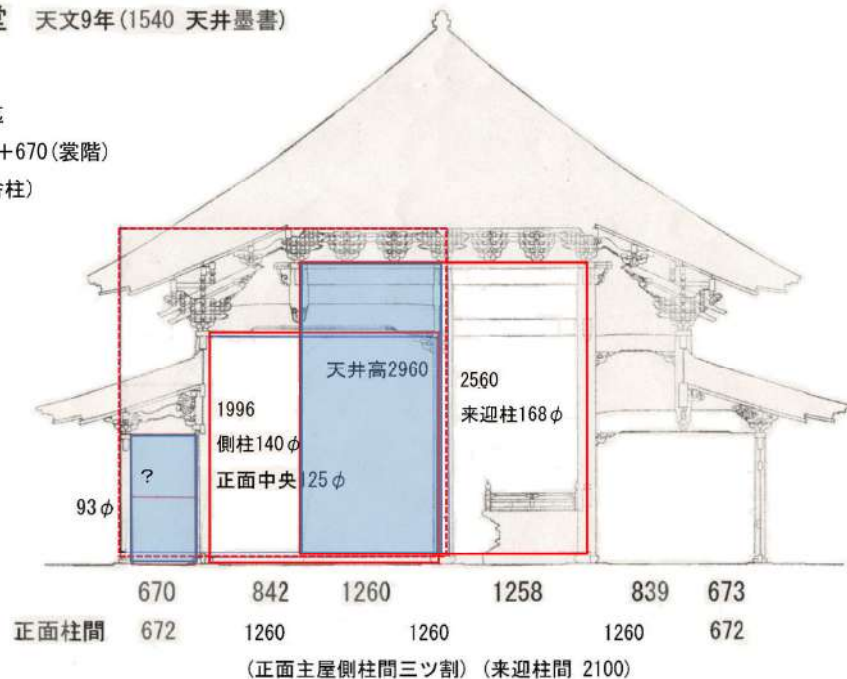 堂 天文9年(1540 天井墨書)
+670(裳階)
柱)
天井高2960
2560
来迎柱168φ
1996
側柱140φ
正面中央125φ
?
93φ
670 842 1260 1258 839 673
正面柱間 672 1260 1260 1260 672
(正面主屋側柱間三ツ割) (来迎柱間 2100)